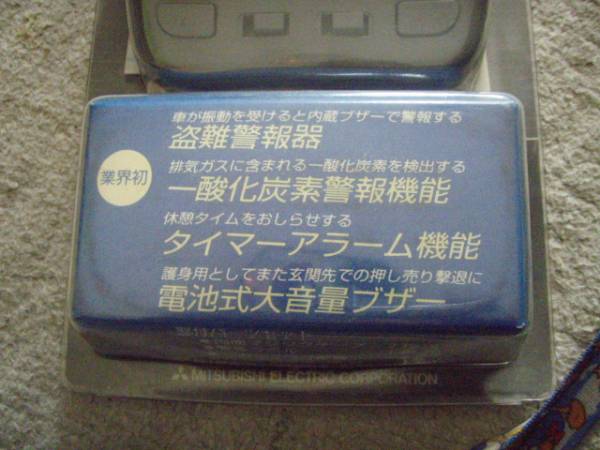 車が振動を受けると内蔵ブザーで警報する
盗難警報器
業界初
排気ガスに含まれる一酸化炭素を検出する
一酸化炭素警報機能
休憩タイムをおしらせする
タイマーアラーム機能
護身用としてまた玄関先での押し売り撃退に
電池式大音量ブザー
MITSUBISHI ELECTRIC CORPORATION